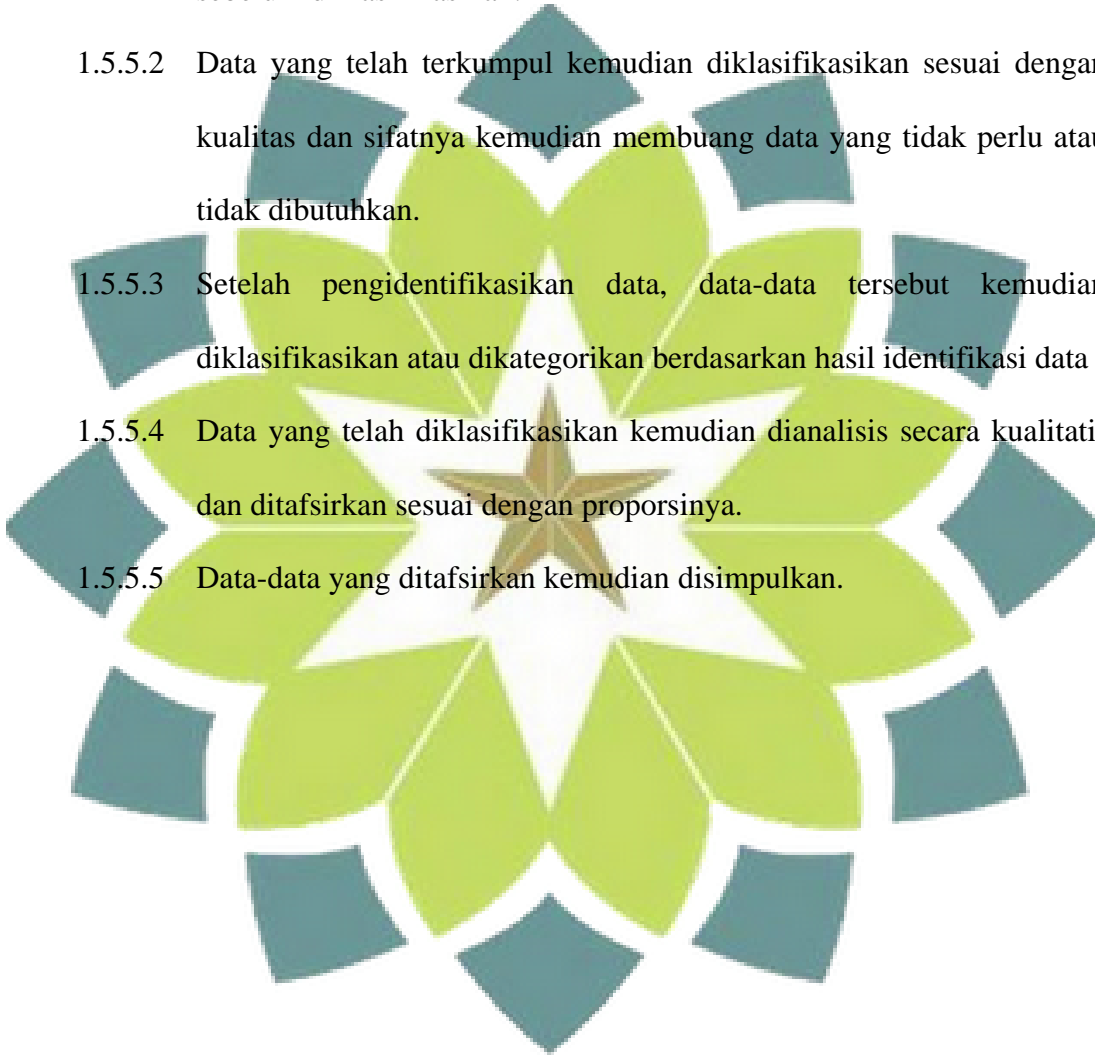 1.5.5.2 Data yang telah terkumpul kemudian diklasifikasikan sesuai dengan
kualitas dan sifatnya kemudian membuang data yang tidak perlu atau
tidak dibutuhkan.
1.5.5.3 Setelah pengidentifikasikan data, data-data tersebut kemudian
diklasifikasikan atau dikategorikan berdasarkan hasil identifikasi data
1.5.5.4 Data yang telah diklasifikasikan kemudian dianalisis secara kualitati
dan ditafsirkan sesuai dengan proporsinya.
1.5.5.5 Data-data yang ditafsirkan kemudian disimpulkan.